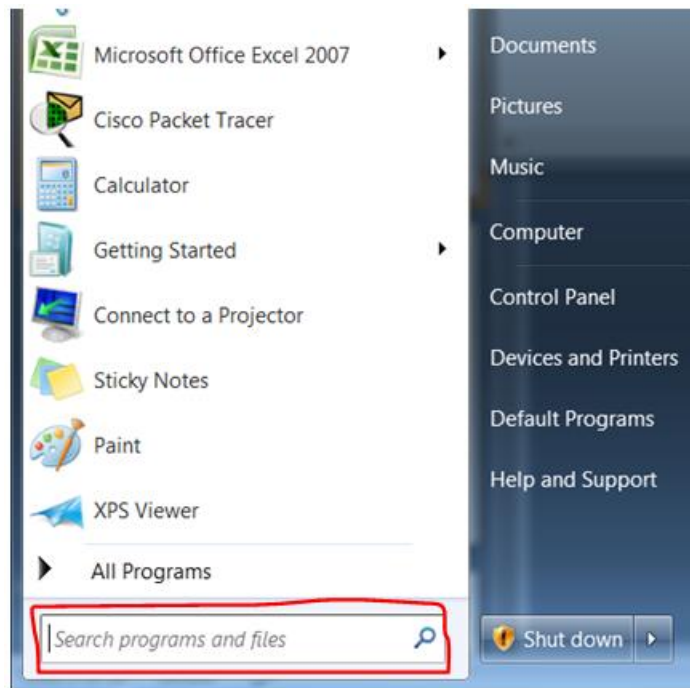 Microsoft Office Excel 2007
Cisco Packet Tracer
Calculator
Getting Started
Connect to a Projector
Sticky Notes
Paint
XPS Viewer
All Programs
Search programs and files
Documents
Pictures
Music
Computer
Control Panel
Devices and Printers
Default Programs
Help and Support
Shut down